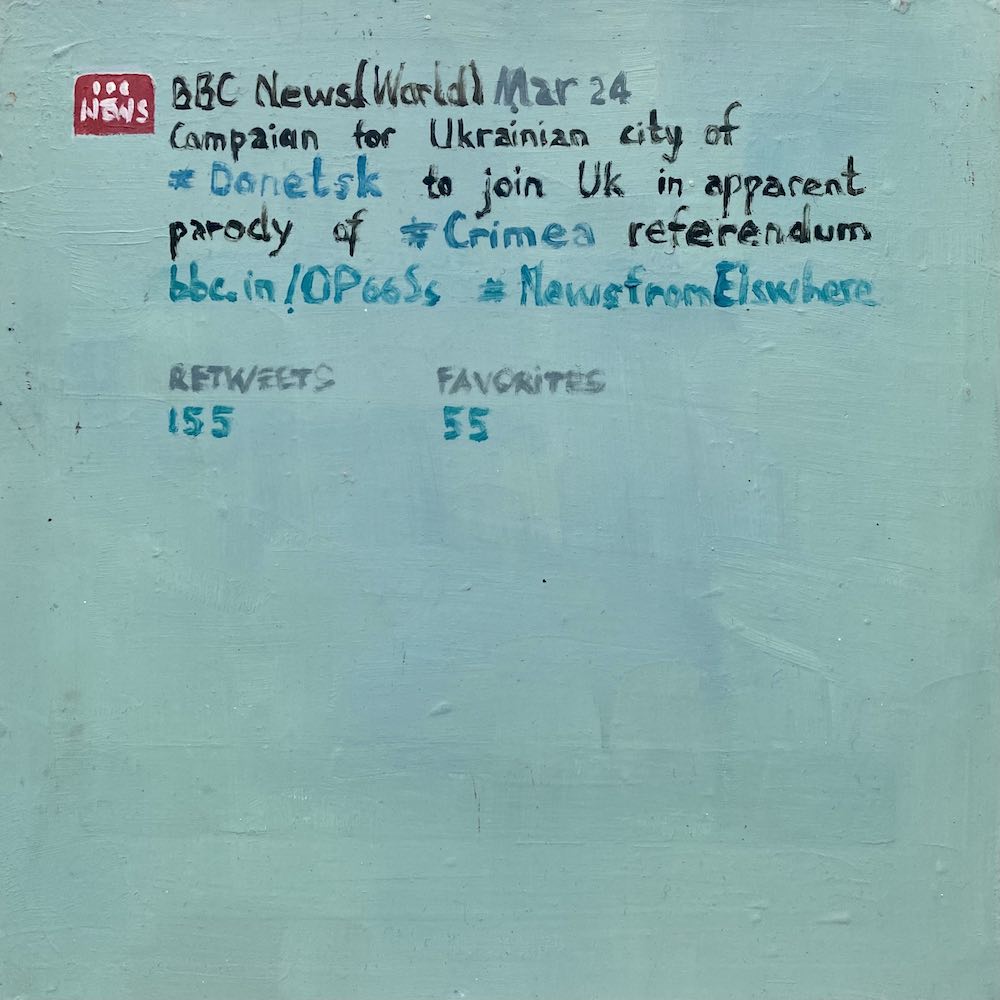 BBC News(World) Mar 24
NEWS
Campaian for Ukrainian city of
# Donetsk to join Uk in apparent
parody of #Crimea referendum
bbc.in/OP66Ss # NewsfromElswhere
RETWEETS FAVORITES
155 55